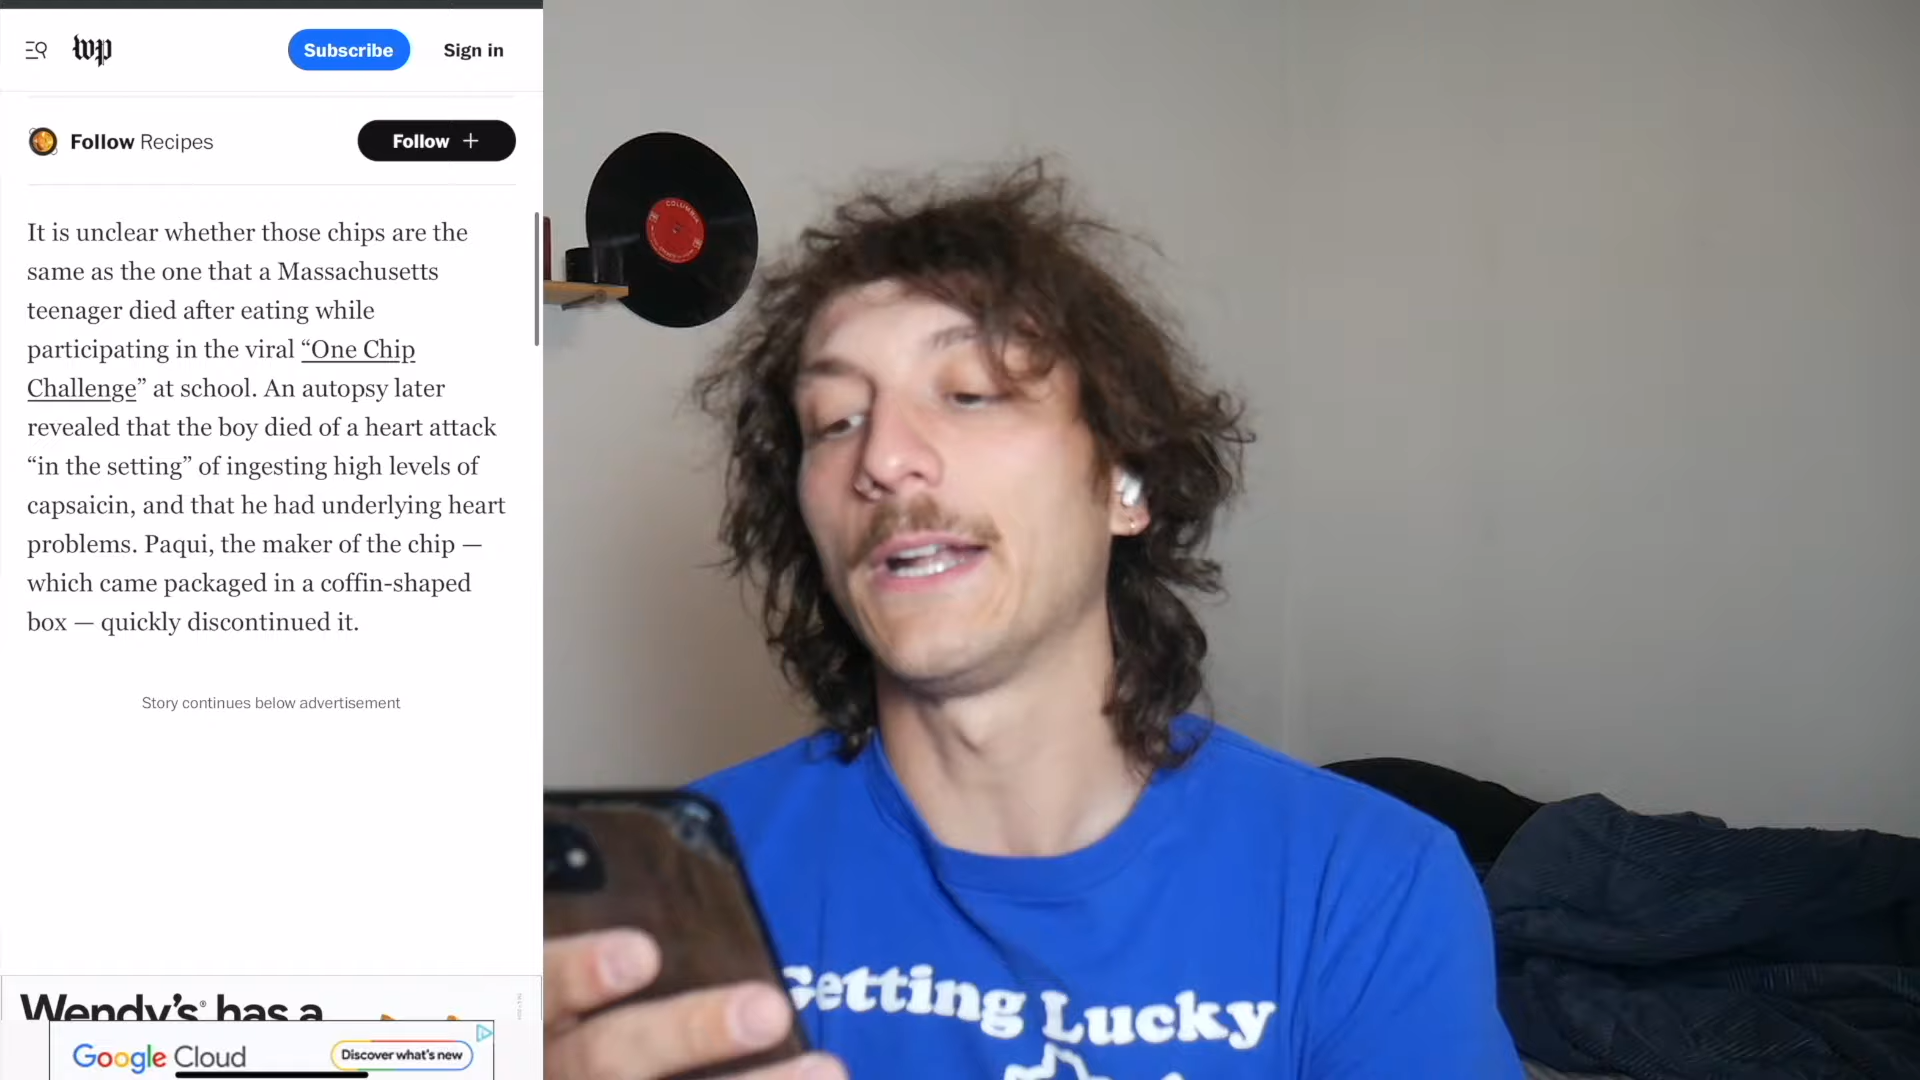 wp
Subscribe
Sign in
Follow Recipes
Follow +
It is unclear whether those chips are the
same as the one that a Massachusetts
teenager died after eating while
participating in the viral “One Chip
Challenge” at school. An autopsy later
revealed that the boy died of a heart attack
“in the setting” of ingesting high levels of
capsaicin, and that he had underlying heart
problems. Paqui, the maker of the chip —
which came packaged in a coffin-shaped
box — quickly discontinued it.
Story continues below advertisement
Wendy’s® has a
Google Cloud
Discover what's new
COLUMBIA
Getting Lucky